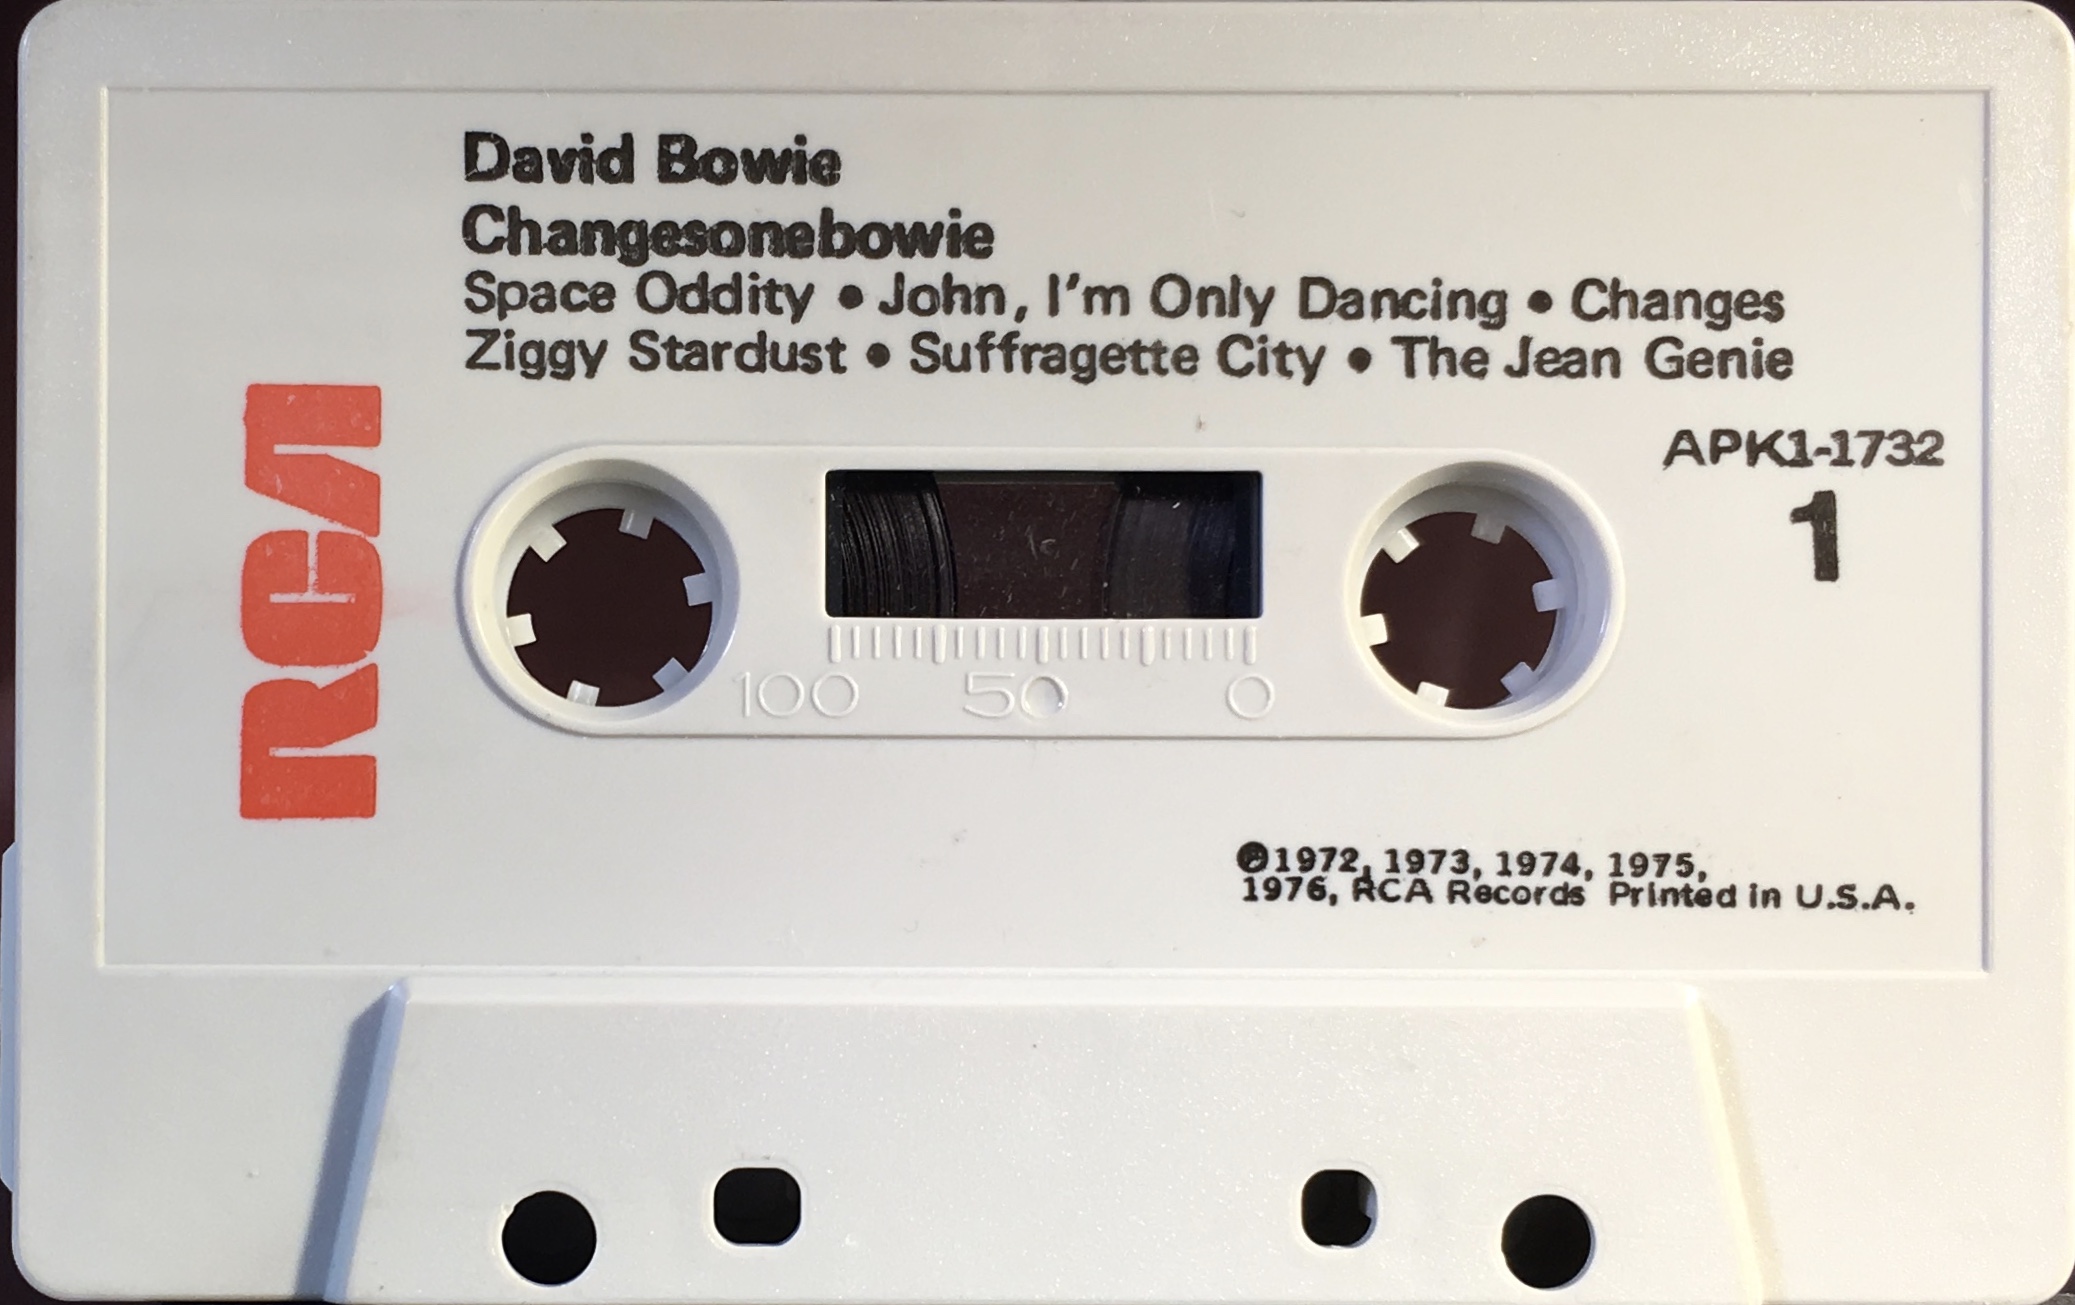 David Bowie
Changesonebowie
Space Oddity • John, I'm Only Dancing • Changes
Ziggy Stardust • Suffragette City • The Jean Genie
RCA
APK1-1732
1
100 50 0
℗1972, 1973, 1974, 1975,
1976, RCA Records Printed in U.S.A.